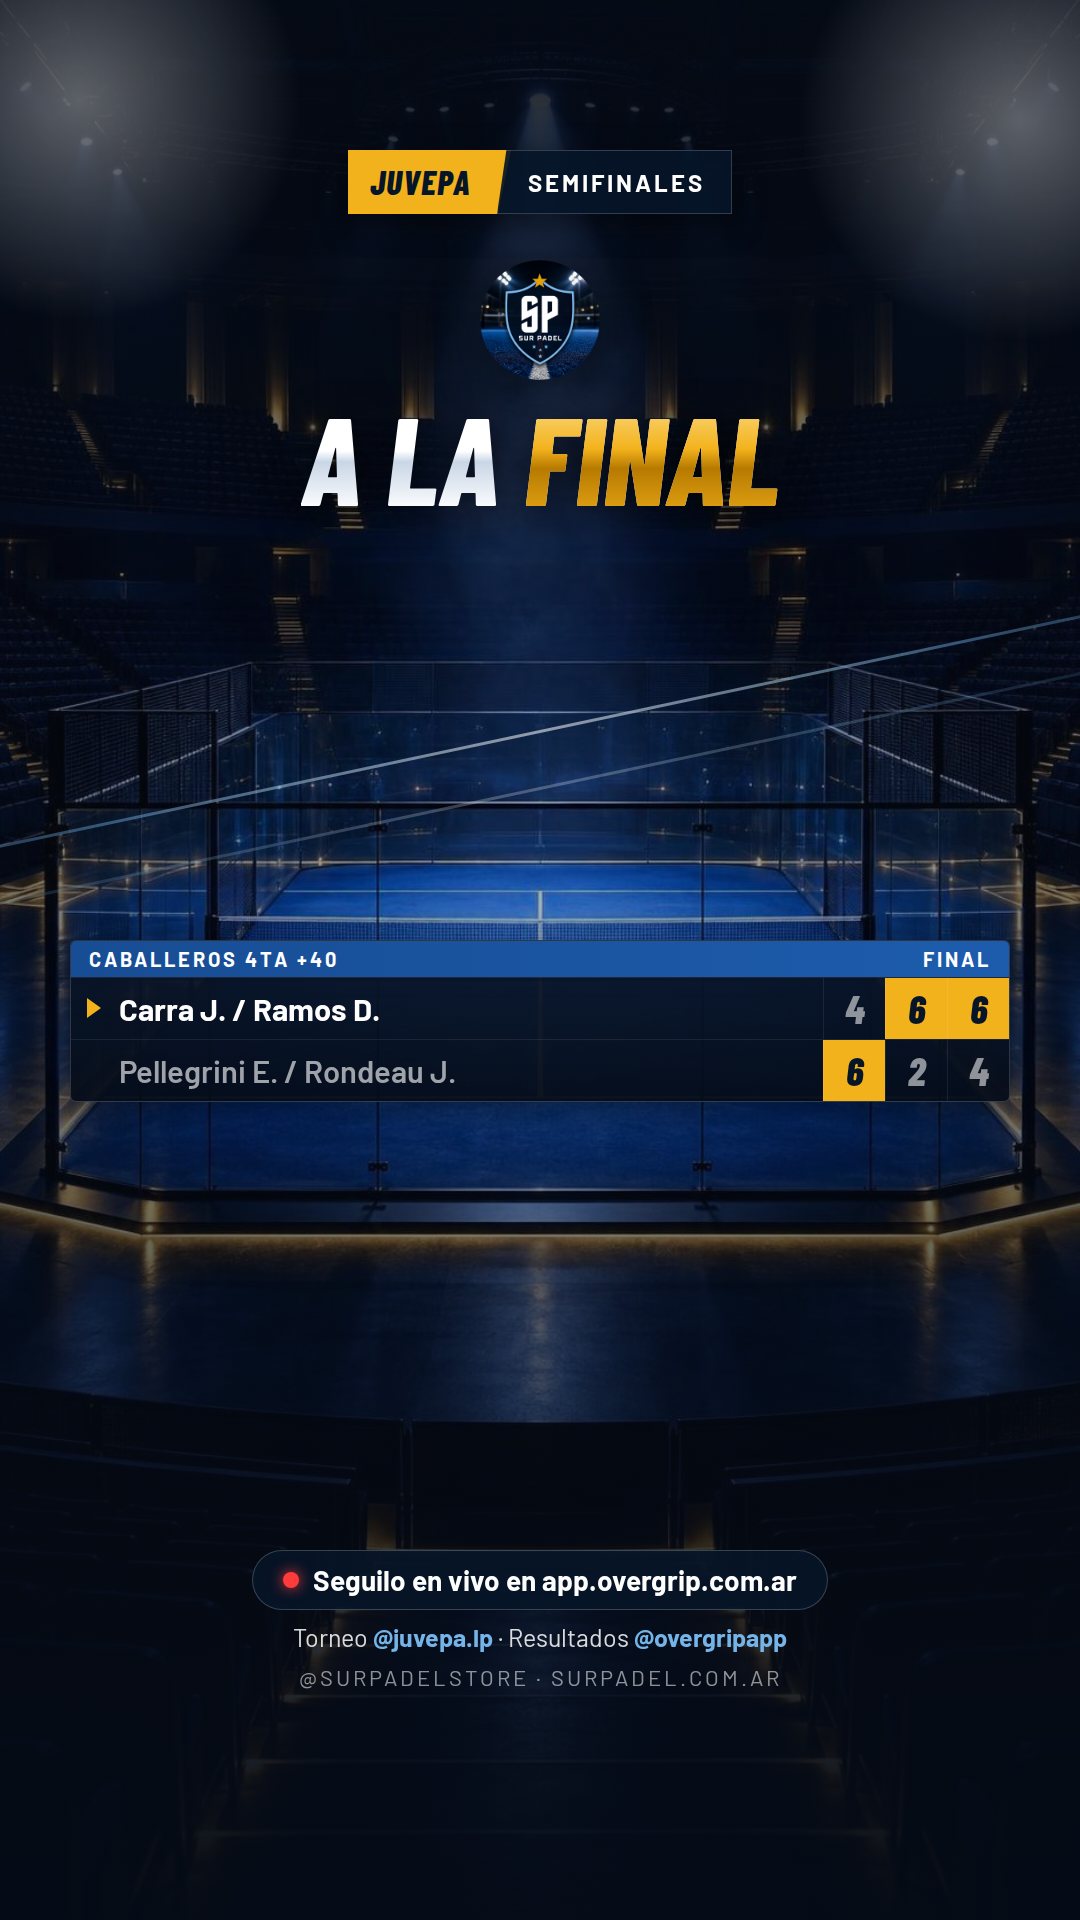 JUVEPA SEMIFINALES
SP
SUR PADEL
A LA FINAL
CABALLEROS 4TA +40 FINAL
Carra J. / Ramos D. 4 6 6
Pellegrini E. / Rondeau J. 6 2 4
Seguilo en vivo en app.overgrip.com.ar
Torneo @juvepa.lp · Resultados @overgripapp
@SURPADELSTORE · SURPADEL.COM.AR